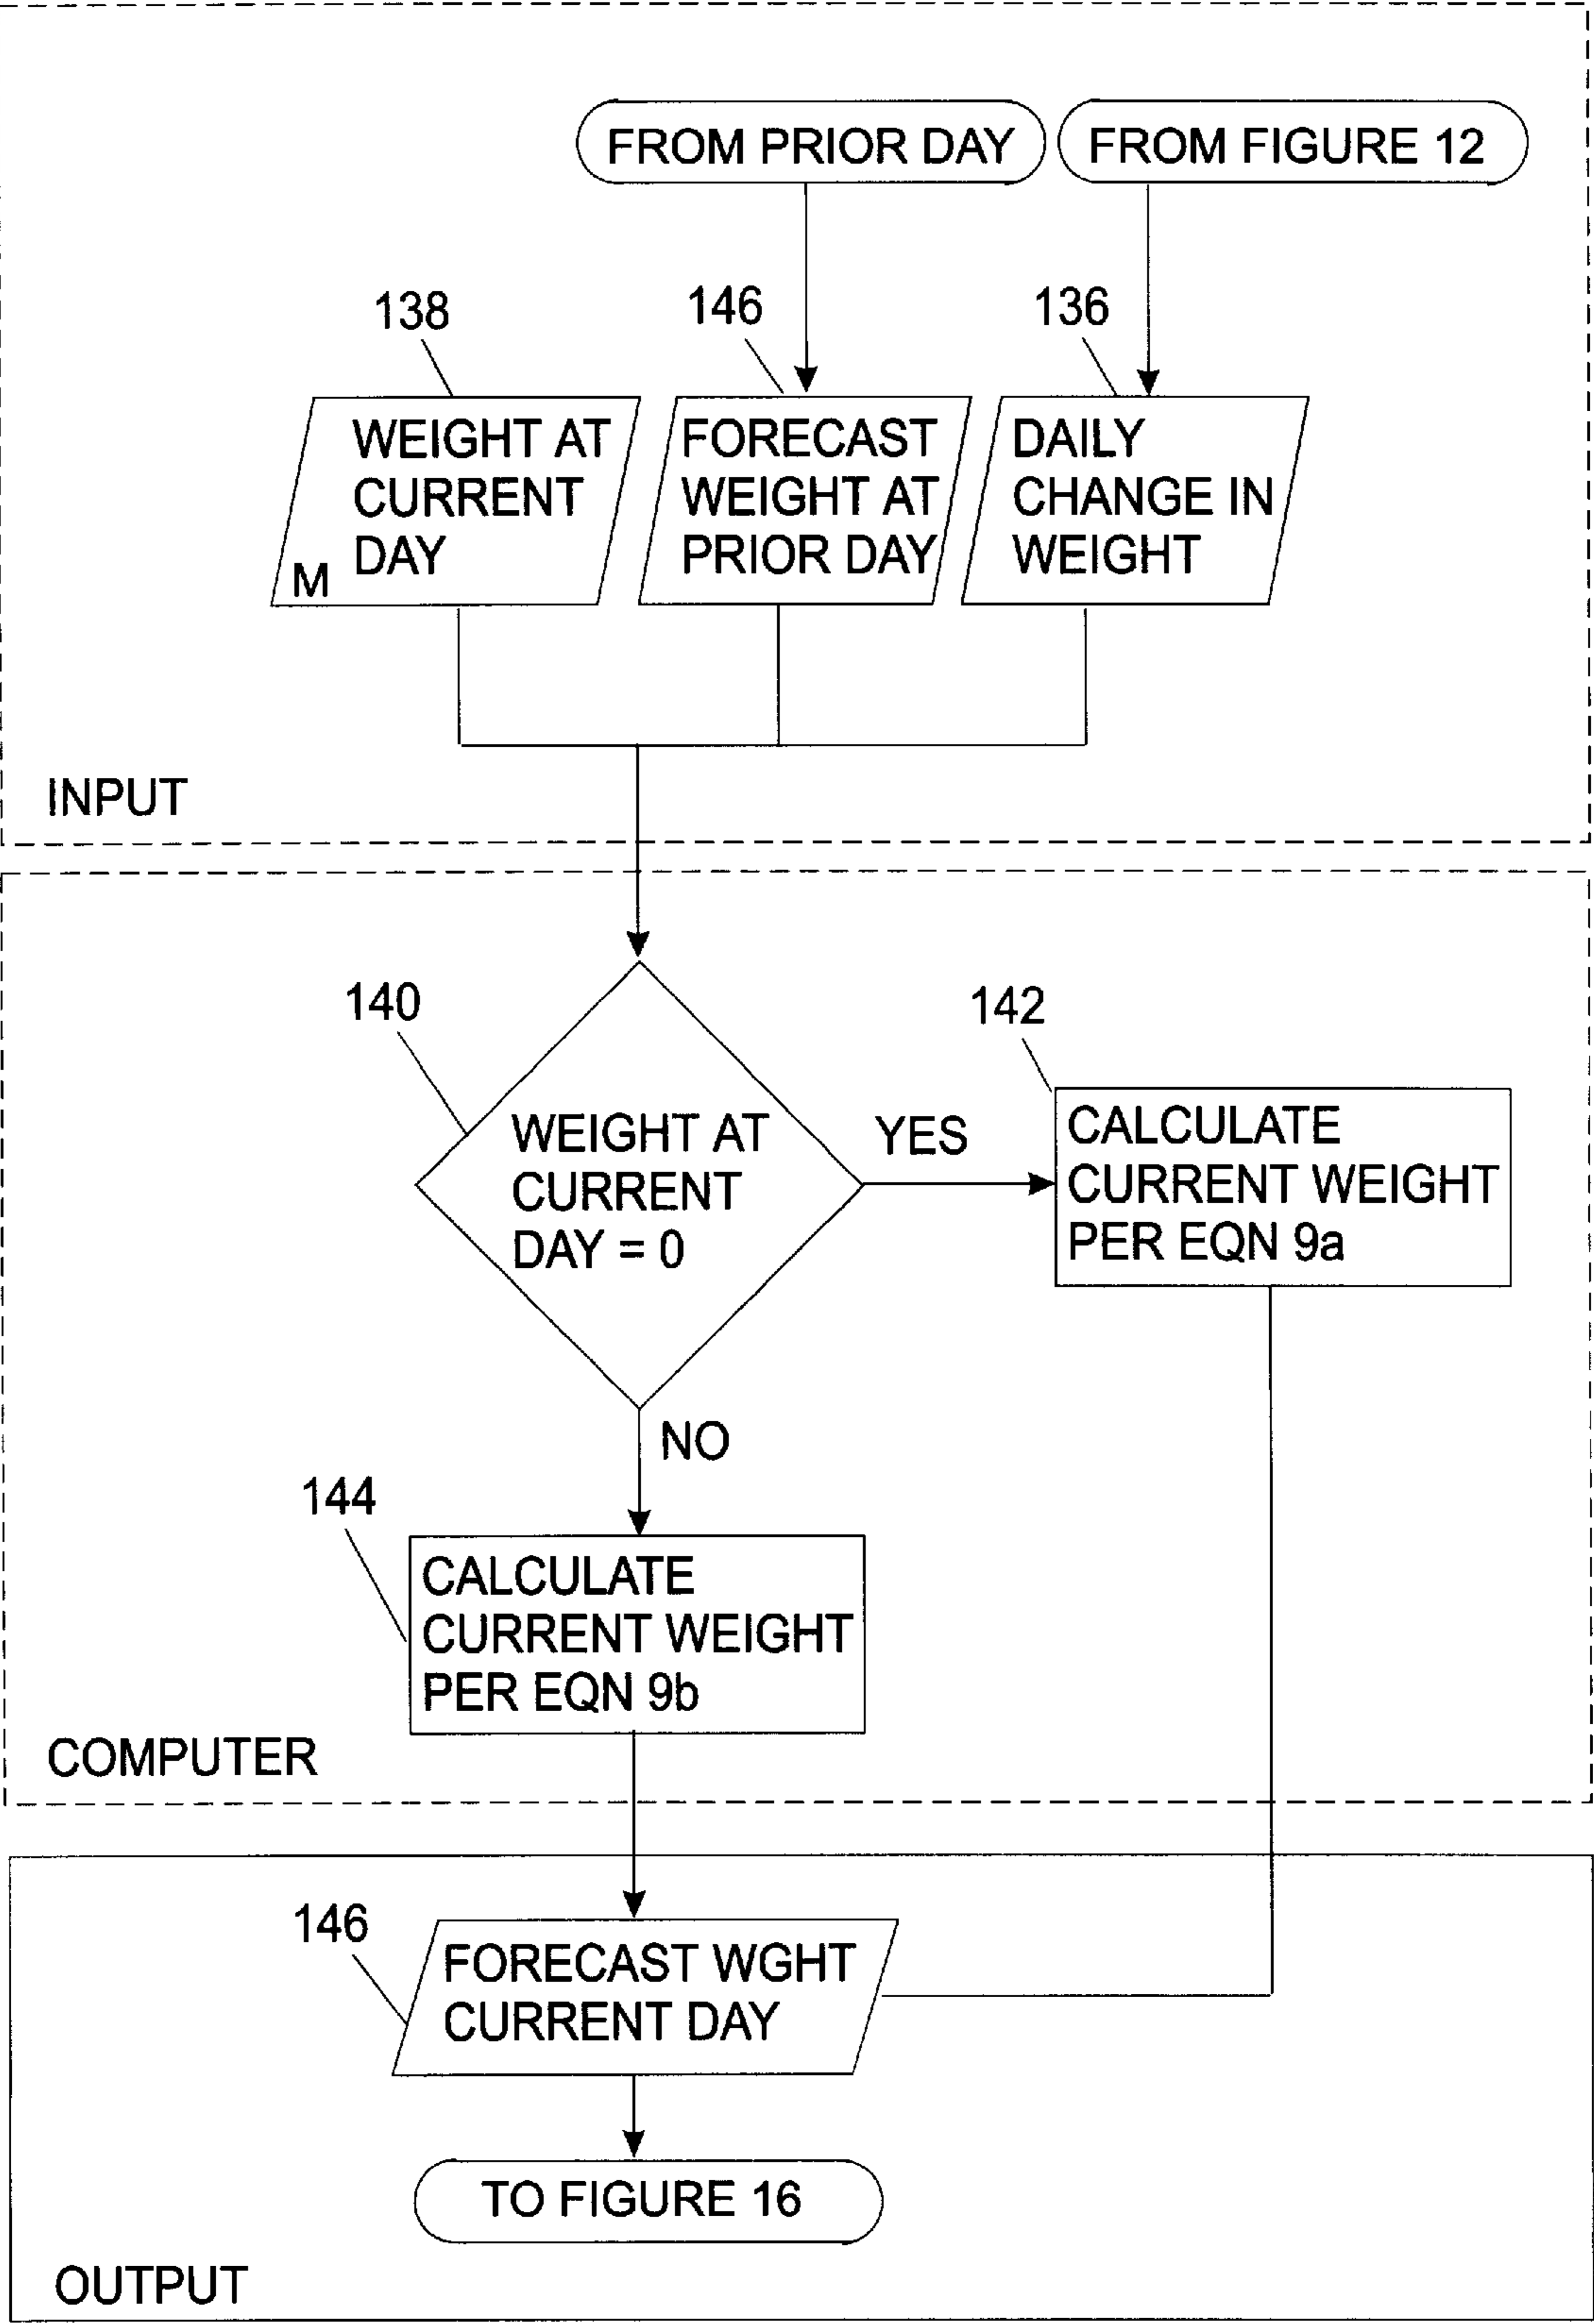 FROM PRIOR DAY
FROM FIGURE 12
138
146
136
WEIGHT AT
CURRENT
DAY
M
FORECAST
WEIGHT AT
PRIOR DAY
DAILY
CHANGE IN
WEIGHT
INPUT
140
142
WEIGHT AT
CURRENT
DAY = 0
YES
CALCULATE
CURRENT WEIGHT
PER EQN 9a
NO
144
CALCULATE
CURRENT WEIGHT
PER EQN 9b
COMPUTER
146
FORECAST WGHT
CURRENT DAY
TO FIGURE 16
OUTPUT